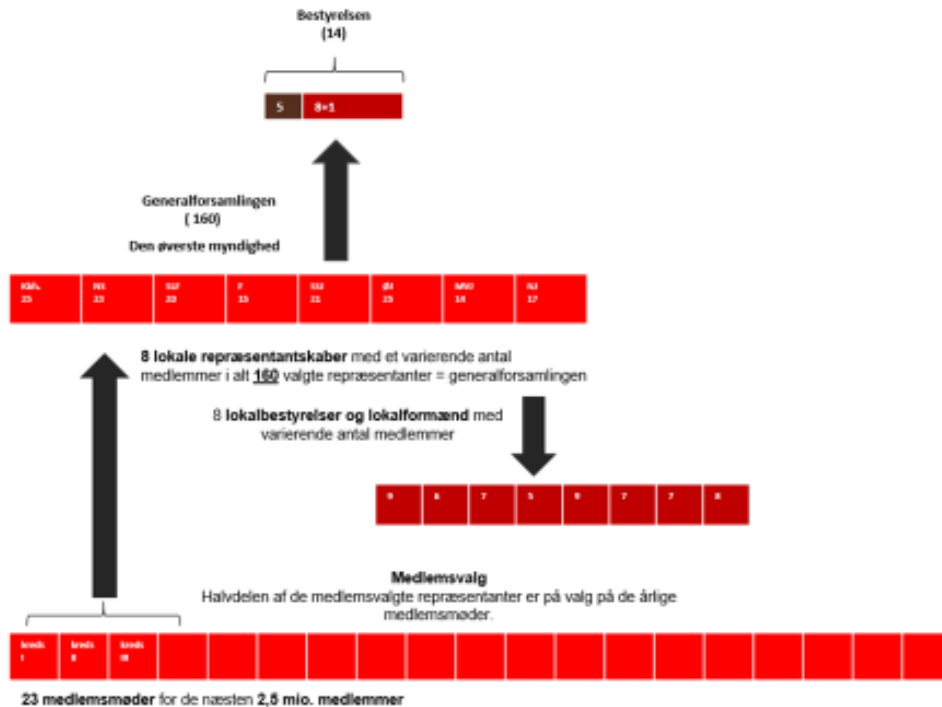 Bestyrelsen
(14)
5 8×1
Generalforsamlingen
( 160)
Den øverste myndighed
Kbh. NS SLF F SSJ ØJ MVJ NJ
25 23 20 15 21 25 14 17
8 lokale repræsentantskaber med et varierende antal
medlemmer i alt 160 valgte repræsentanter = generalforsamlingen
8 lokalbestyrelser og lokalformænd med
varierende antal medlemmer
9 6 7 5 9 7 7 8
Medlemsvalg
Halvdelen af de medlemsvalgte repræsentanter er på valg på de årlige
medlemsmøder.
kreds kreds kreds
I II III
23 medlemsmøder for de næsten 2,5 mio. medlemmer